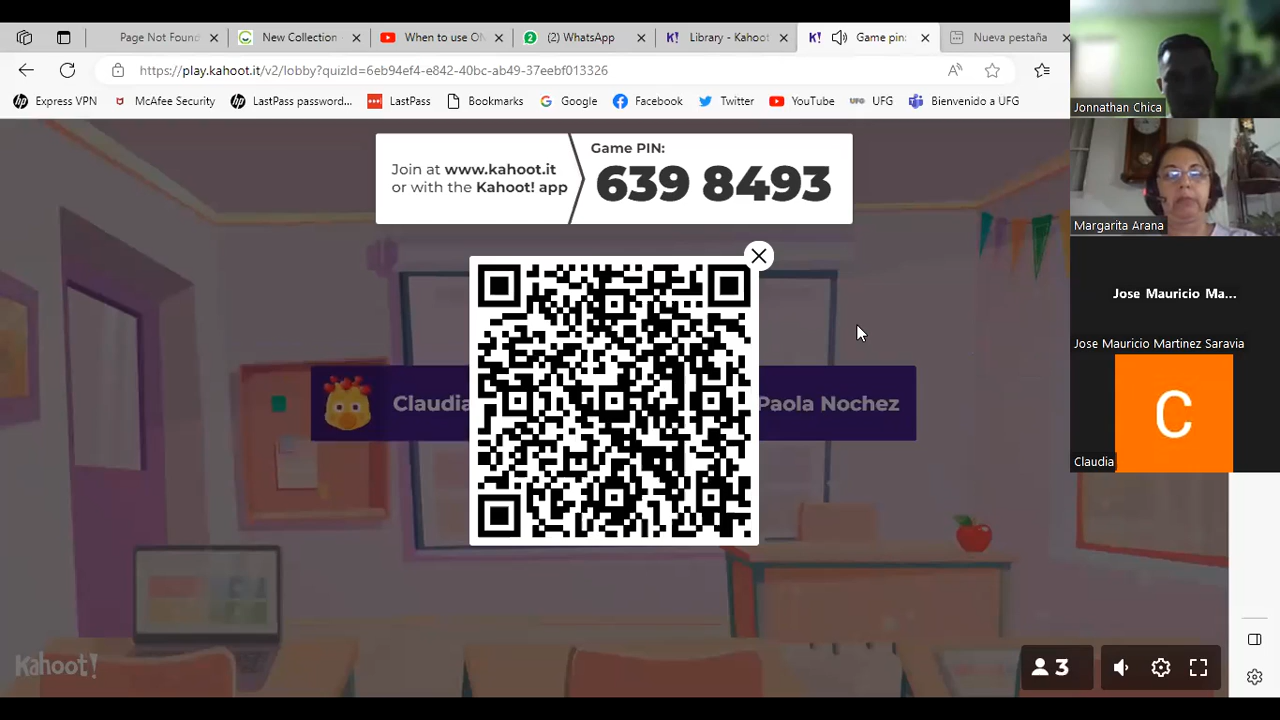 Page Not Foun
New Collection
When to use ON
(2) WhatsApp
Library - Kahoot
Game pin:
Nueva pestaña
https://play.kahoot.it/v2/lobby?quizId=6eb94ef4-e842-40bc-ab49-37eebf013326
Express VPN
McAfee Security
LastPass password...
LastPass
Bookmarks
Google
Facebook
Twitter
YouTube
UFG
Bienvenido a UFG
Jonnathan Chica
Join at www.kahoot.it
or with the Kahoot! app
Game PIN:
639 8493
Margarita Arana
Jose Mauricio Ma...
Jose Mauricio Martinez Saravia
Claudia
Paola Nochez
C
Claudia
Kahoot!
3